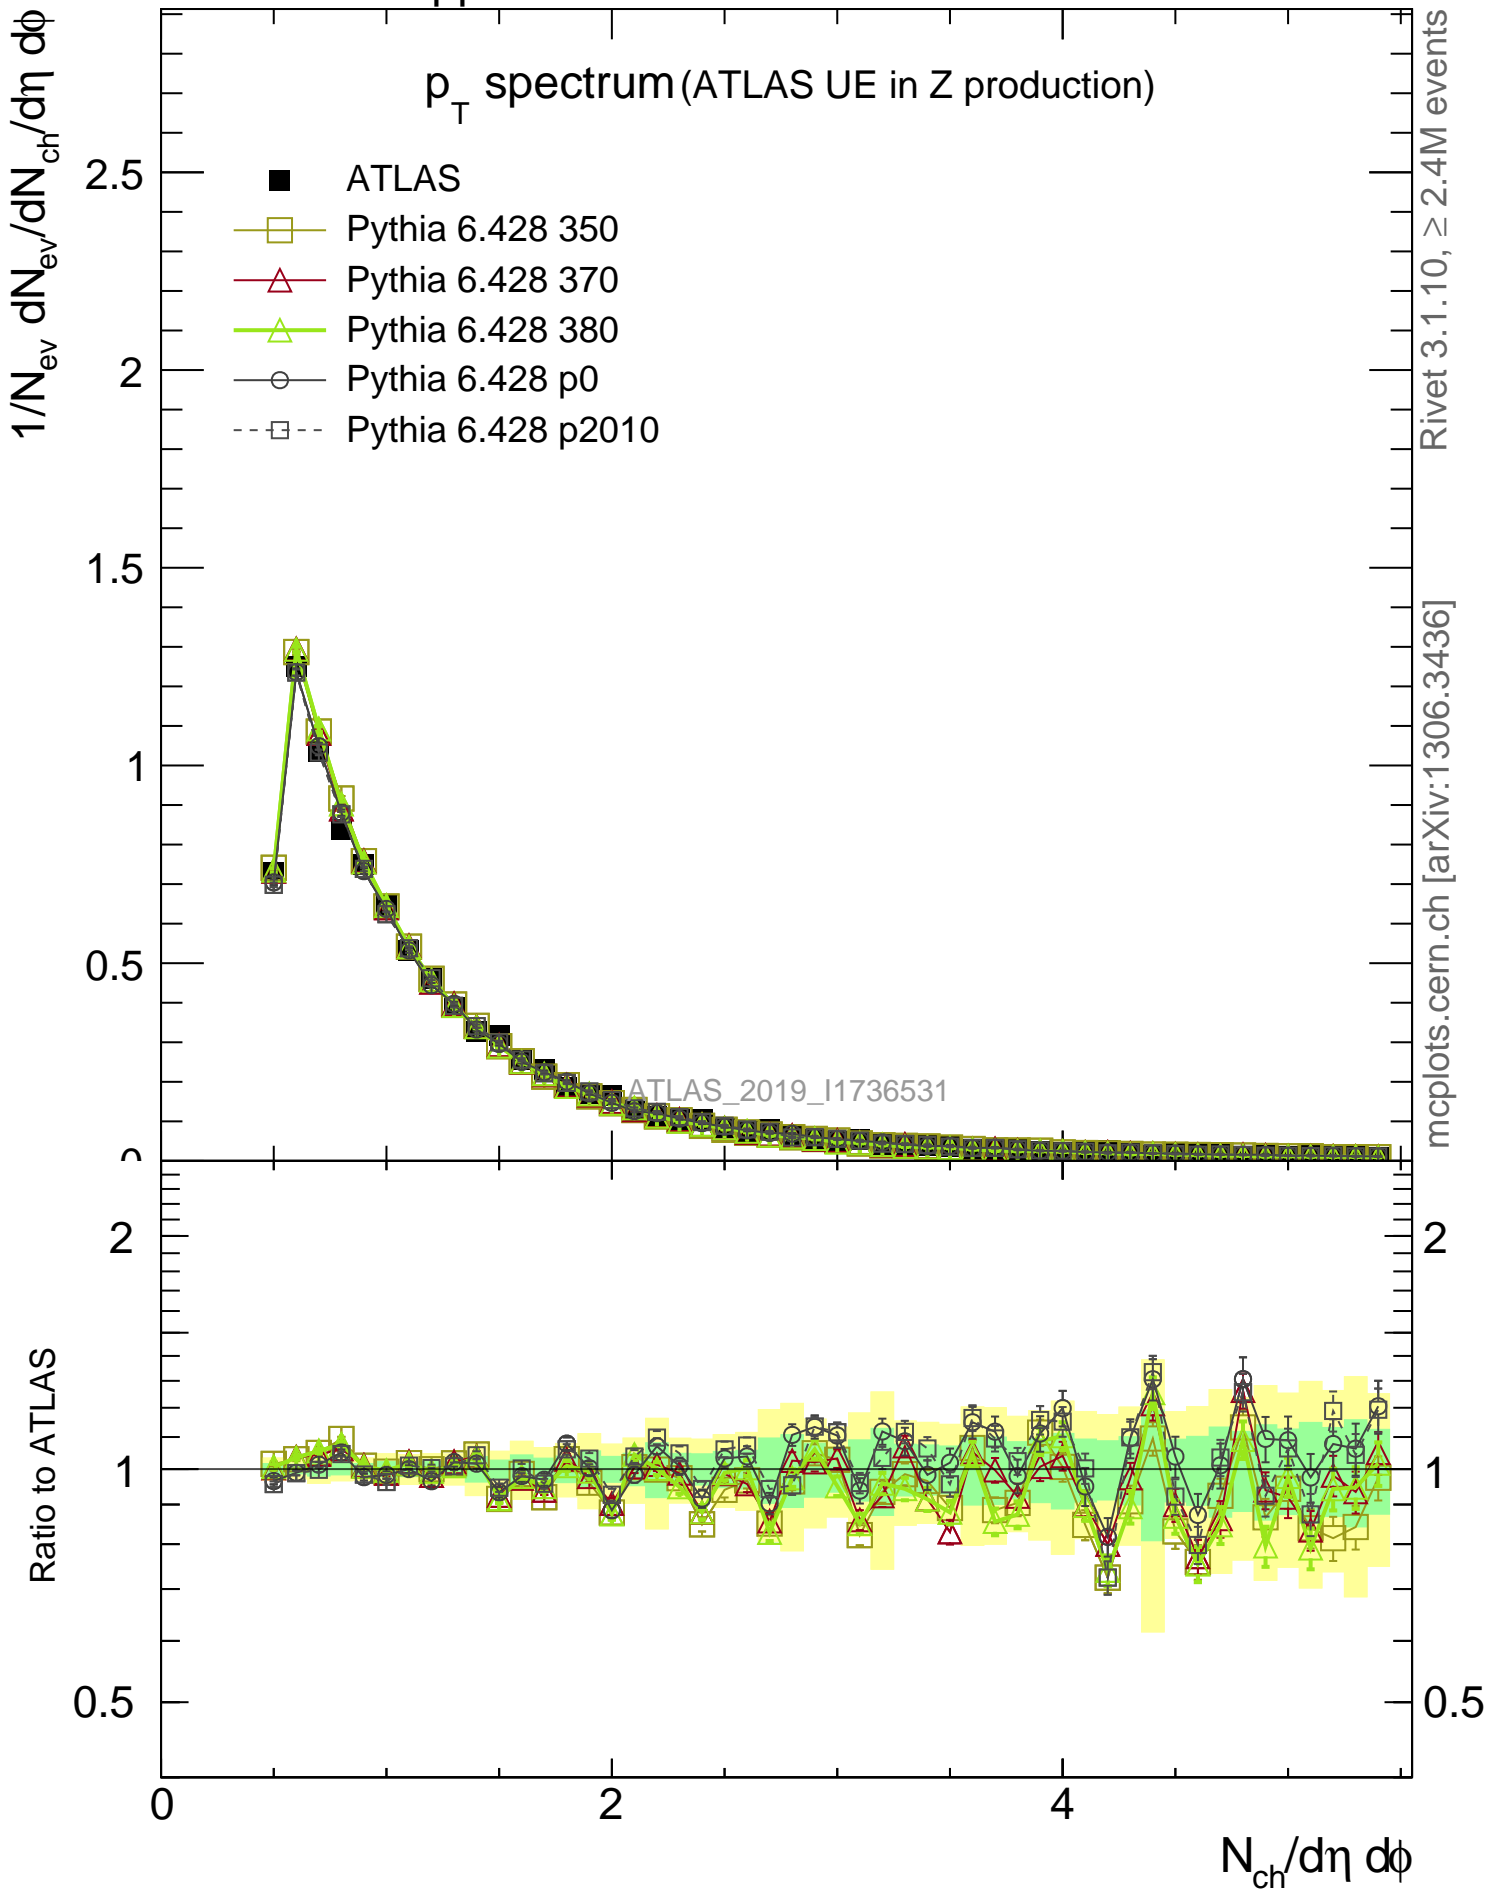 pp
p_T spectrum (ATLAS UE in Z production)
1/N_ev dN_ev/dN_ch/dη dϕ
ATLAS
Pythia 6.428 350
Pythia 6.428 370
Pythia 6.428 380
Pythia 6.428 p0
Pythia 6.428 p2010
2.5
2
1.5
1
0.5
0
ATLAS_2019_I1736531
Rivet 3.1.10, ≥ 2.4M events
mcplots.cern.ch [arXiv:1306.3436]
Ratio to ATLAS
2
1
0.5
2
1
0.5
0
2
4
N_ch/dη dϕ